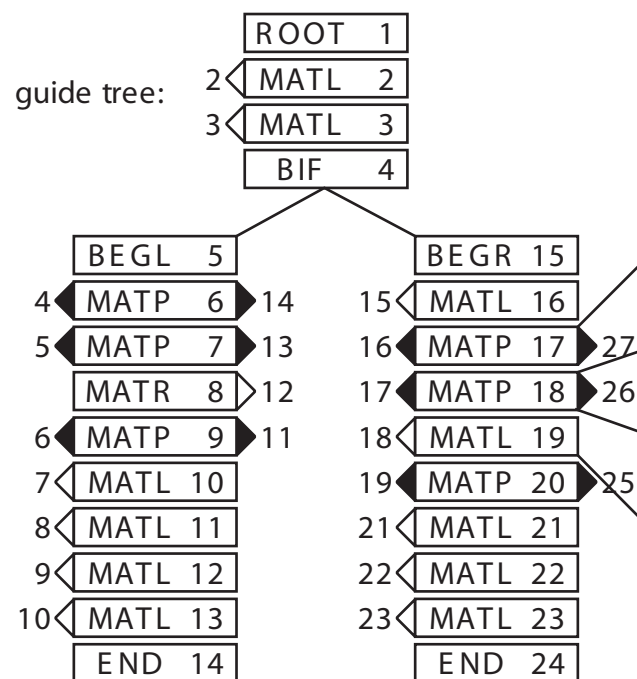 ROOT 1
guide tree:
2 MATL 2
3 MATL 3
BIF 4
BEGL 5
4 MATP 6 14
5 MATP 7 13
MATR 8 12
6 MATP 9 11
7 MATL 10
8 MATL 11
9 MATL 12
10 MATL 13
END 14
BEGR 15
15 MATL 16
16 MATP 17 27
17 MATP 18 26
18 MATL 19
19 MATP 20 25
21 MATL 21
22 MATL 22
23 MATL 23
END 24